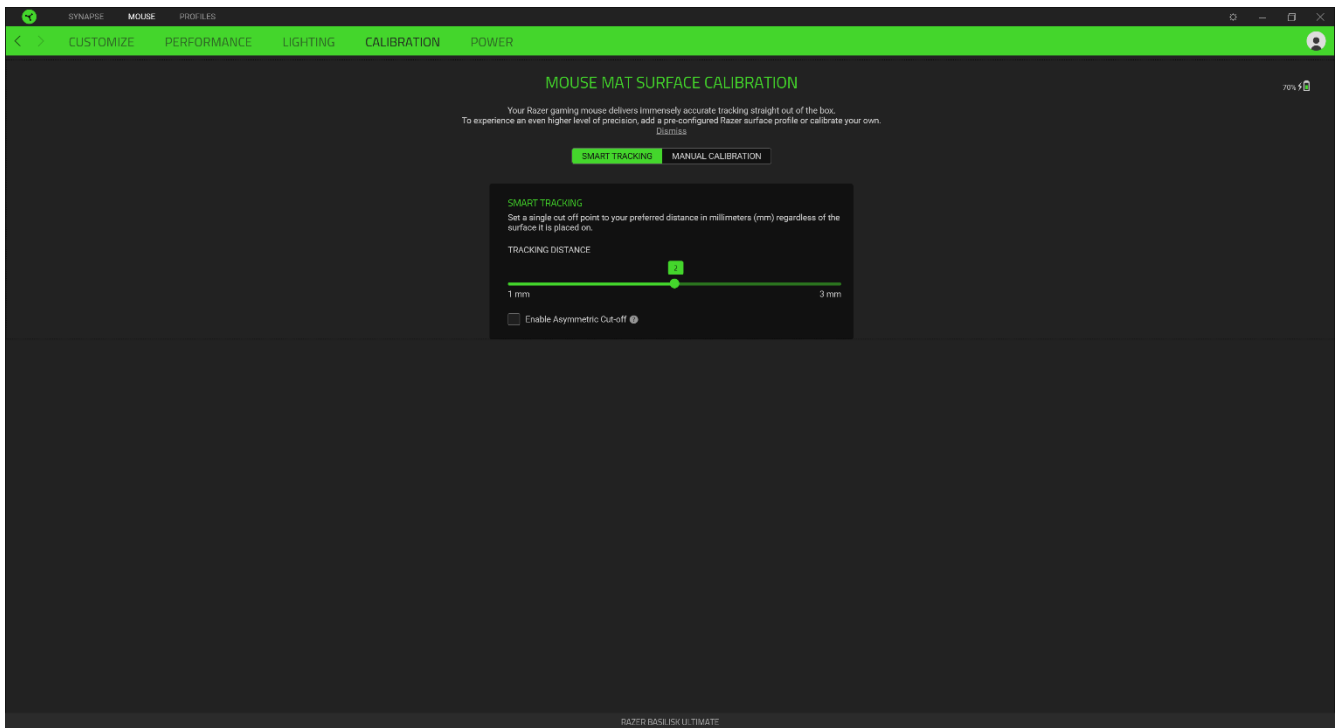 SYNAPSE MOUSE PROFILES
CUSTOMIZE PERFORMANCE LIGHTING CALIBRATION POWER
MOUSE MAT SURFACE CALIBRATION
70%
Your Razer gaming mouse delivers immensely accurate tracking straight out of the box.
To experience an even higher level of precision, add a pre-configured Razer surface profile or calibrate your own.
Dismiss
SMART TRACKING MANUAL CALIBRATION
SMART TRACKING
Set a single cut off point to your preferred distance in millimeters (mm) regardless of the
surface it is placed on.
TRACKING DISTANCE
2
1 mm 3 mm
Enable Asymmetric Cut-off ?
RAZER BASILISK ULTIMATE